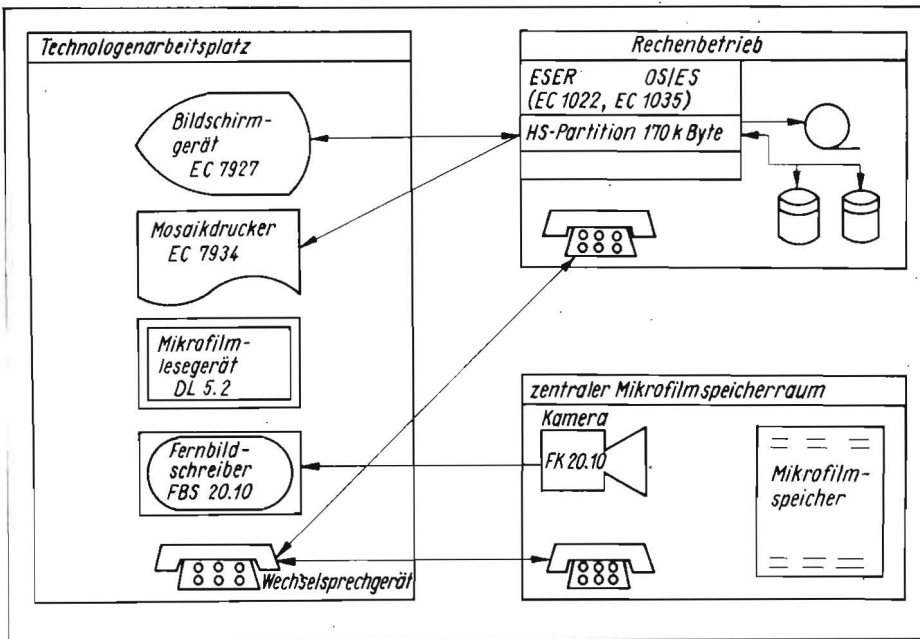 Technologenarbeitsplatz
Bildschirm-
gerät
EC 7927
Mosaikdrucker
EC 7934
Mikrofilm-
lesegerät
DL 5.2
Fernbild-
schreiber
FBS 20.10
Wechselsprechgerät
Rechenbetrieb
ESER OS/ES
(EC 1022, EC 1035)
HS-Partition 170 k Byte
zentraler Mikrofilmspeicherraum
Kamera
FK 20.10
Mikrofilm-
speicher